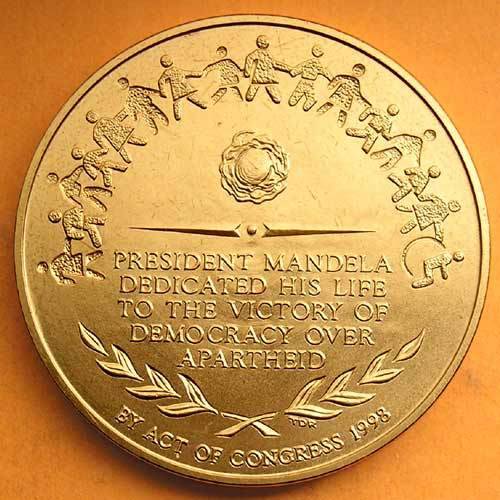 PRESIDENT MANDELA
DEDICATED HIS LIFE
TO THE VICTORY OF
DEMOCRACY OVER
APARTHEID
TDR
BY ACT OF CONGRESS 1998